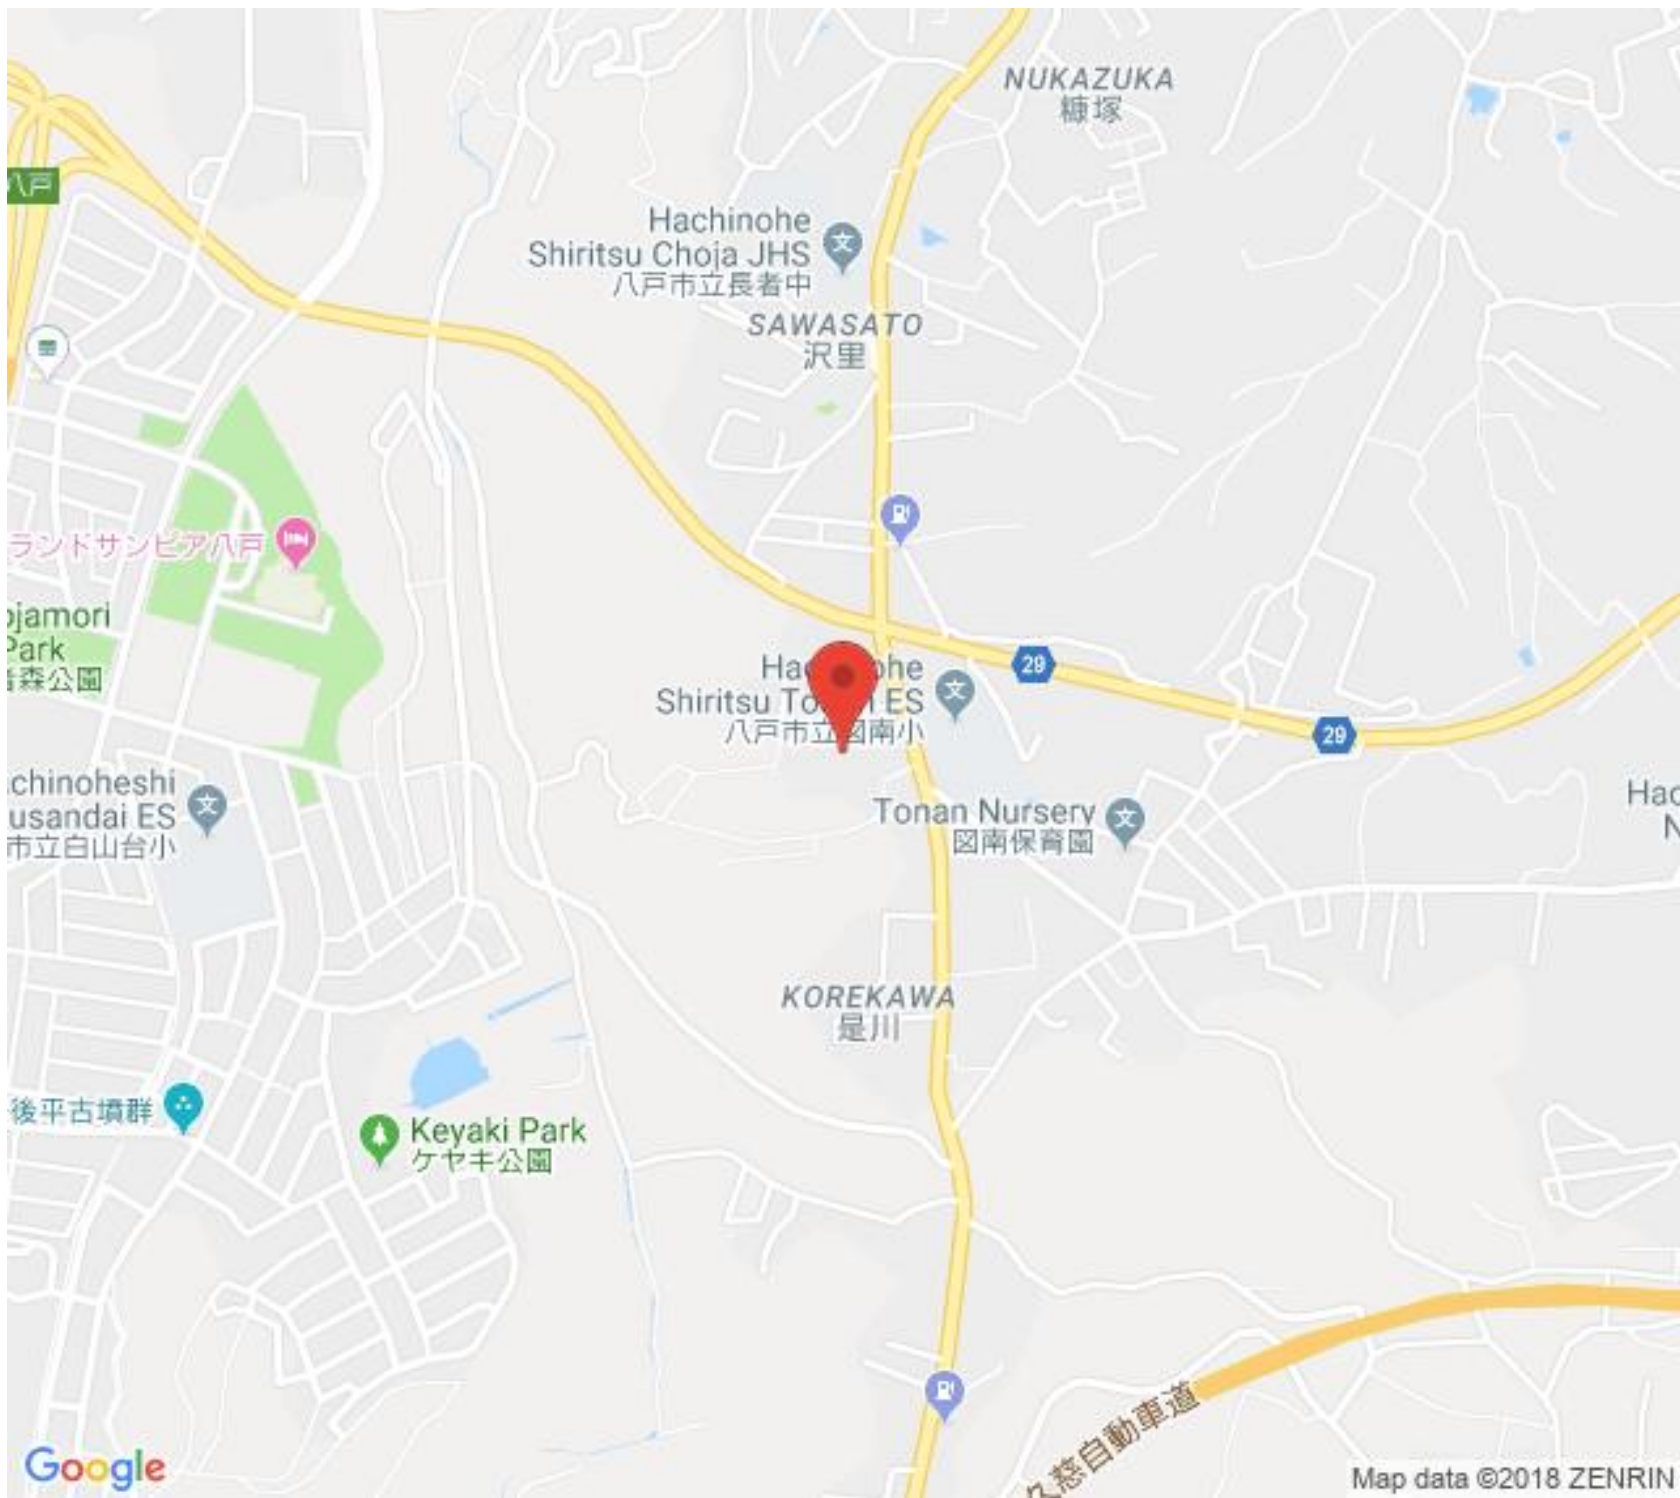 NUKAZUKA
糠塚
八戸
Hachinohe
Shiritsu Choja JHS
八戸市立長者中
SAWASATO
沢里
ランドサンピア八戸
ojamori
Park
森公園
29
Shiritsu
ES
八戸市立図南小
29
chinoheshi
usandai ES
市立白山台小
Tonan Nursery
図南保育園
Hac
N
KOREKAWA
是川
後平古墳群
Keyaki Park
ケヤキ公園
久慈自動車道
Google
Map data ©2018 ZENRIN